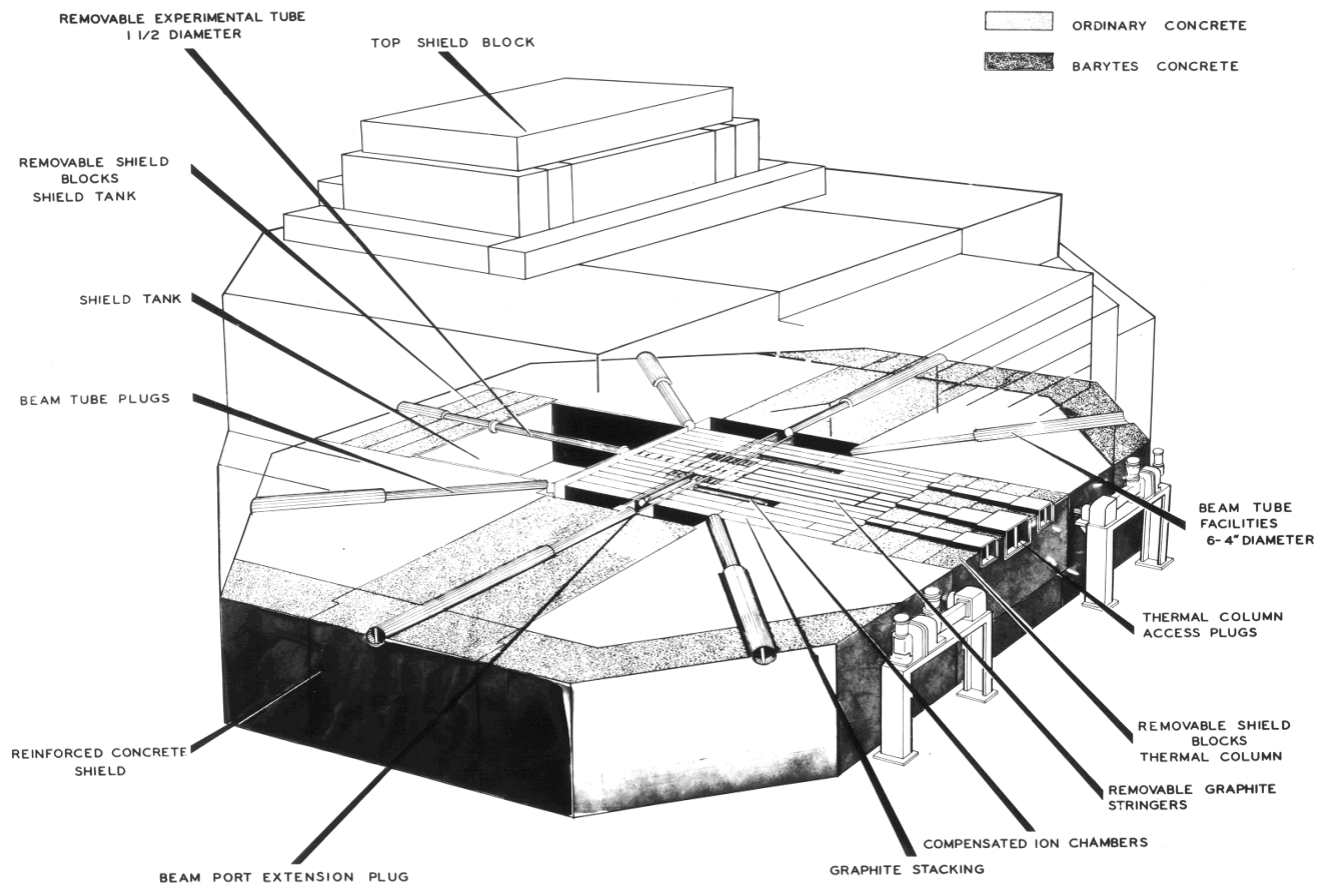 REMOVABLE EXPERIMENTAL TUBE
1 1/2 DIAMETER
TOP SHIELD BLOCK
ORDINARY CONCRETE
BARYTES CONCRETE
REMOVABLE SHIELD
BLOCKS
SHIELD TANK
SHIELD TANK
BEAM TUBE PLUGS
REINFORCED CONCRETE
SHIELD
BEAM PORT EXTENSION PLUG
BEAM TUBE
FACILITIES
6-4" DIAMETER
THERMAL COLUMN
ACCESS PLUGS
REMOVABLE SHIELD
BLOCKS
THERMAL COLUMN
REMOVABLE GRAPHITE
STRINGERS
COMPENSATED ION CHAMBERS
GRAPHITE STACKING